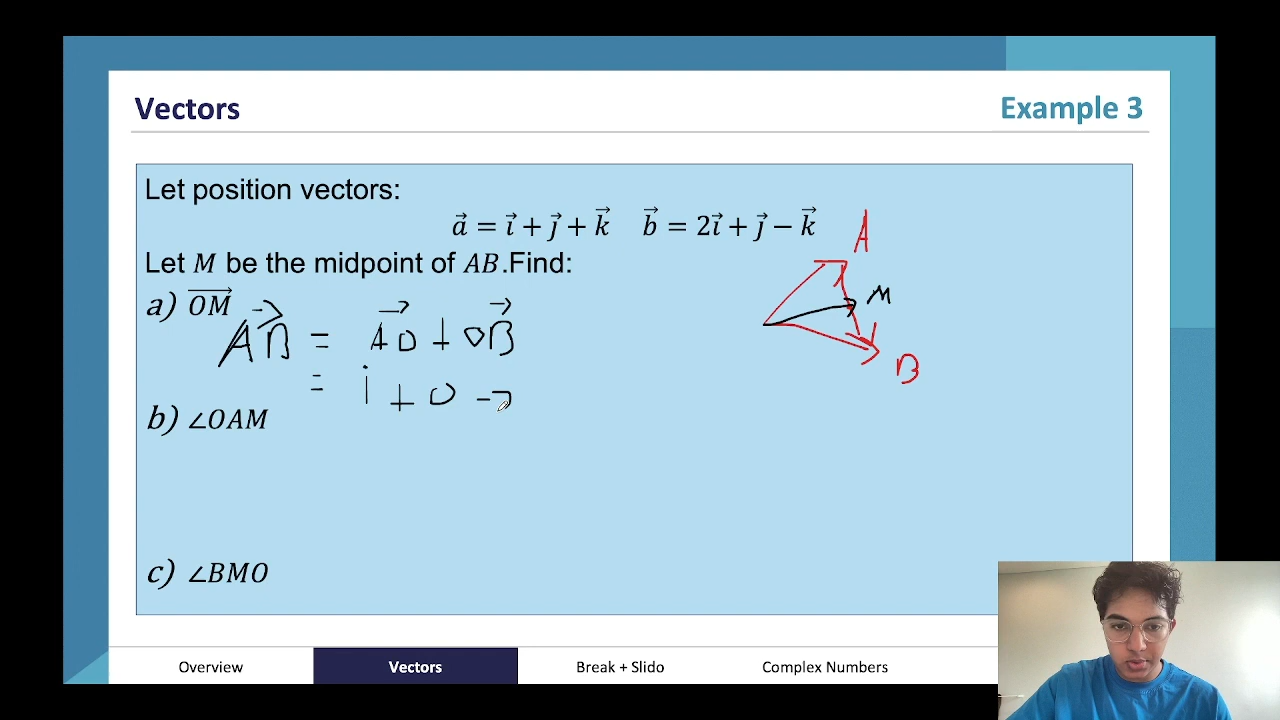 Vectors
Example 3
Let position vectors:
a⃗ = i⃗ + j⃗ + k⃗   b⃗ = 2i⃗ + j⃗ − k⃗
Let M be the midpoint of AB.Find:
a) OM→
AB→ = AO→ + OB→
= i + 0 -
b) ∠OAM
c) ∠BMO
A
M
B
Overview
Vectors
Break + Slido
Complex Numbers